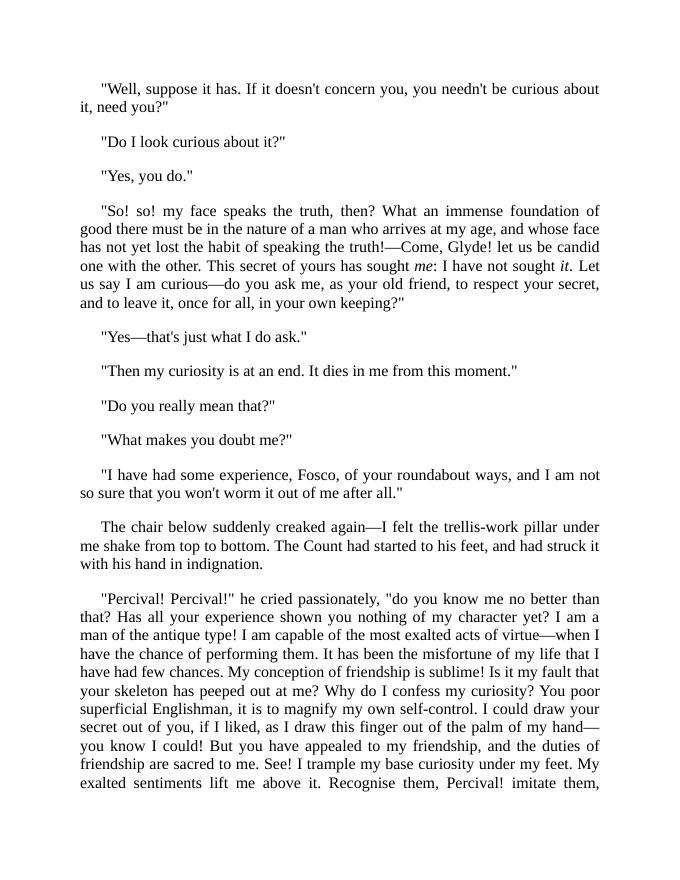 "Well, suppose it has. If it doesn't concern you, you needn't be curious about
it, need you?"
"Do I look curious about it?"
"Yes, you do."
"So! so! my face speaks the truth, then? What an immense foundation of
good there must be in the nature of a man who arrives at my age, and whose face
has not yet lost the habit of speaking the truth!—Come, Glyde! let us be candid
one with the other. This secret of yours has sought me: I have not sought it. Let
us say I am curious—do you ask me, as your old friend, to respect your secret,
and to leave it, once for all, in your own keeping?"
"Yes—that's just what I do ask."
"Then my curiosity is at an end. It dies in me from this moment."
"Do you really mean that?"
"What makes you doubt me?"
"I have had some experience, Fosco, of your roundabout ways, and I am not
so sure that you won't worm it out of me after all."
The chair below suddenly creaked again—I felt the trellis-work pillar under
me shake from top to bottom. The Count had started to his feet, and had struck it
with his hand in indignation.
"Percival! Percival!" he cried passionately, "do you know me no better than
that? Has all your experience shown you nothing of my character yet? I am a
man of the antique type! I am capable of the most exalted acts of virtue—when I
have the chance of performing them. It has been the misfortune of my life that I
have had few chances. My conception of friendship is sublime! Is it my fault that
your skeleton has peeped out at me? Why do I confess my curiosity? You poor
superficial Englishman, it is to magnify my own self-control. I could draw your
secret out of you, if I liked, as I draw this finger out of the palm of my hand—
you know I could! But you have appealed to my friendship, and the duties of
friendship are sacred to me. See! I trample my base curiosity under my feet. My
exalted sentiments lift me above it. Recognise them, Percival! imitate them,